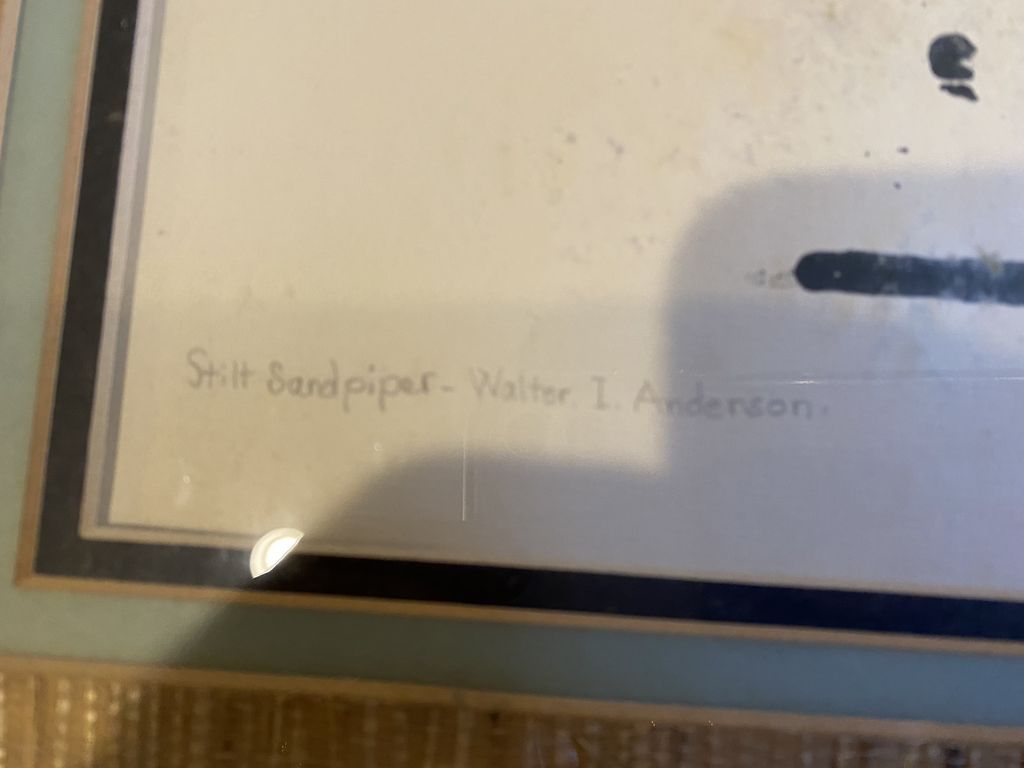 Stilt Sandpiper - Walter. I. Anderson.